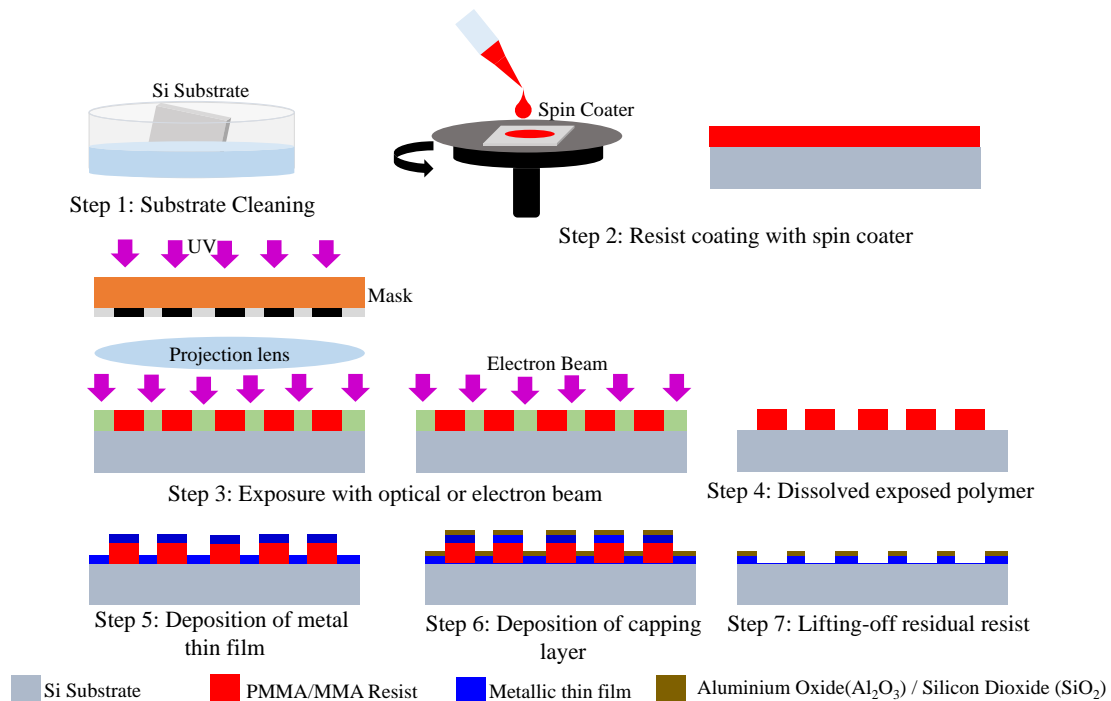 Si Substrate
Spin Coater
Step 1: Substrate Cleaning
Step 2: Resist coating with spin coater
UV
Mask
Projection lens
Electron Beam
Step 3: Exposure with optical or electron beam
Step 4: Dissolved exposed polymer
Step 5: Deposition of metal
thin film
Step 6: Deposition of capping
layer
Step 7: Lifting-off residual resist
Si Substrate
PMMA/MMA Resist
Metallic thin film
Aluminium Oxide(Al₂O₃) / Silicon Dioxide (SiO₂)